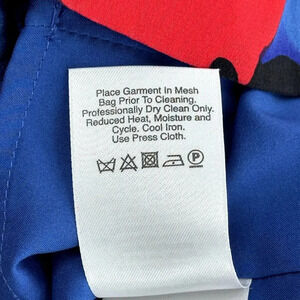 Place Garment In Mesh
Bag Prior To Cleaning.
Professionally Dry Clean Only.
Reduced Heat, Moisture and
Cycle. Cool Iron.
Use Press Cloth.
P